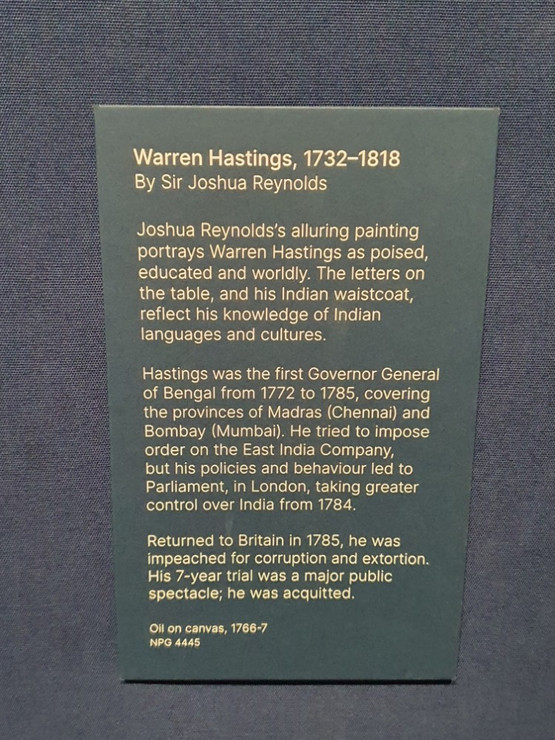 Warren Hastings, 1732–1818
By Sir Joshua Reynolds
Joshua Reynolds's alluring painting
portrays Warren Hastings as poised,
educated and worldly. The letters on
the table, and his Indian waistcoat,
reflect his knowledge of Indian
languages and cultures.
Hastings was the first Governor General
of Bengal from 1772 to 1785, covering
the provinces of Madras (Chennai) and
Bombay (Mumbai). He tried to impose
order on the East India Company,
but his policies and behaviour led to
Parliament, in London, taking greater
control over India from 1784.
Returned to Britain in 1785, he was
impeached for corruption and extortion.
His 7-year trial was a major public
spectacle; he was acquitted.
Oil on canvas, 1766-7
NPG 4445